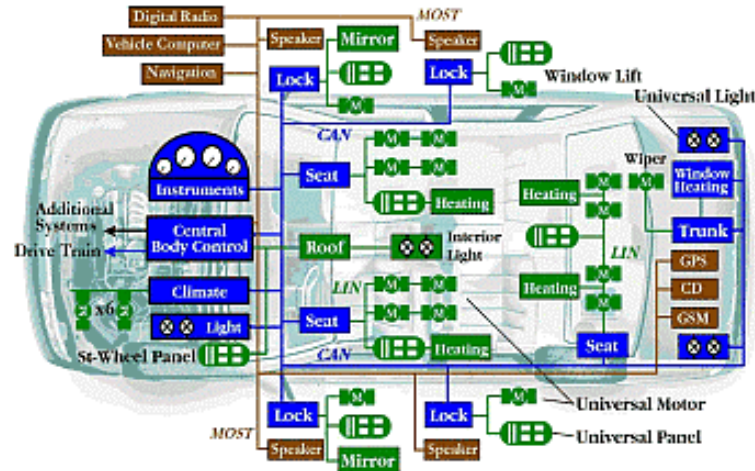 Digital Radio
MOST
Vehicle Computer
Speaker
Mirror
Speaker
Navigation
Lock
Lock
M
M
Window Lift
Universal Light
CAN
M
M
Wiper
M
M
M
M
Instruments
Seat
Heating
Heating
Window
Heating
Additional
Systems
Central
Body Control
Roof
Interior
Light
Trunk
Drive Train
LIN
GPS
Climate
LIN
M
M
Heating
M
CD
M
x6
M
Light
Seat
M
M
M
GSM
St-Wheel Panel
Heating
Seat
CAN
Lock
M
Lock
M
Universal Motor
MOST
Speaker
Speaker
Universal Panel
Mirror